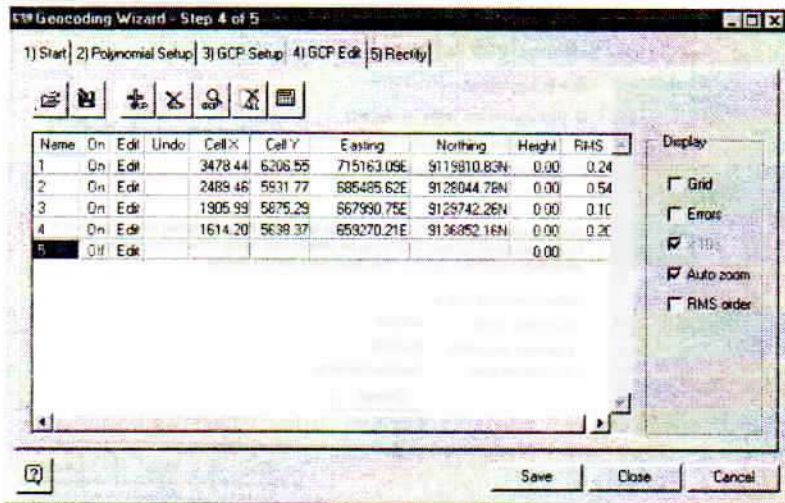 Geocoding Wizard - Step 4 of 5
1) Start 2) Polynomial Setup 3) GCP Setup 4) GCP Edit 5) Rectify
Name On Edit Undo Cell X Cell Y Easting Northing Height RMS
1 On Edit 3478.44 6206.55 715163.09E 9119810.83N 0.00 0.24
2 On Edit 2489.46 5931.77 685485.62E 9128044.78N 0.00 0.54
3 On Edit 1905.99 5875.29 667990.75E 9129742.26N 0.00 0.10
4 On Edit 1614.20 5638.37 659270.21E 9136852.16N 0.00
5 Off Edit 0.00
Display
Grid
Errors
Auto zoom
RMS order
Save Close Cancel